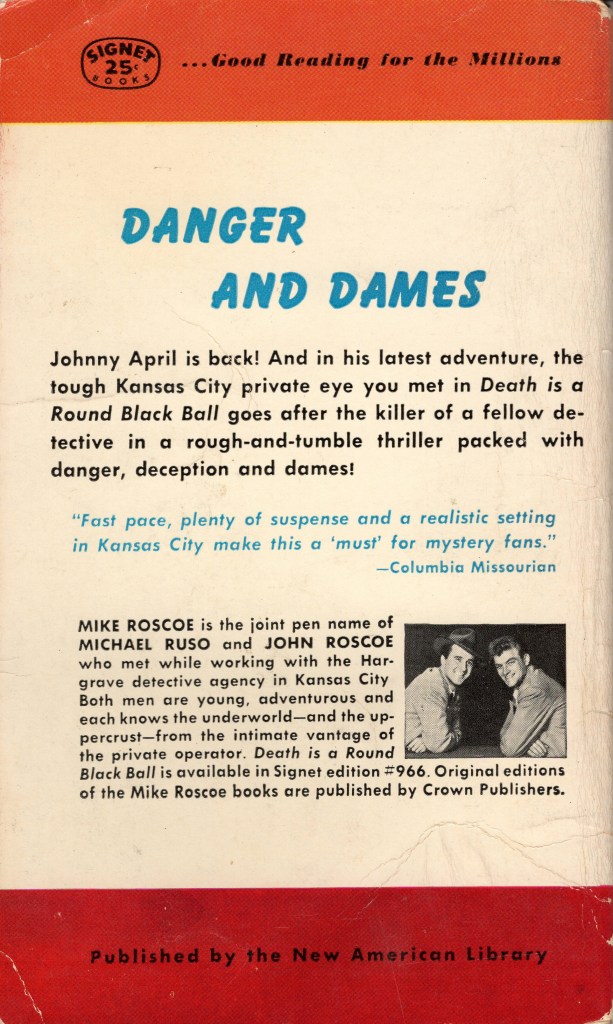 SIGNET
25c
BOOKS
...Good Reading for the Millions
DANGER
AND DAMES
Johnny April is back! And in his latest adventure, the
tough Kansas City private eye you met in Death is a
Round Black Ball goes after the killer of a fellow de-
tective in a rough-and-tumble thriller packed with
danger, deception and dames!
"Fast pace, plenty of suspense and a realistic setting
in Kansas City make this a 'must' for mystery fans."
—Columbia Missourian
MIKE ROSCOE is the joint pen name of
MICHAEL RUSO and JOHN ROSCOE
who met while working with the Har-
grave detective agency in Kansas City
Both men are young, adventurous and
each knows the underworld—and the up-
percrust—from the intimate vantage of
the private operator. Death is a Round
Black Ball is available in Signet edition #966. Original editions
of the Mike Roscoe books are published by Crown Publishers.
Published by the New American Library